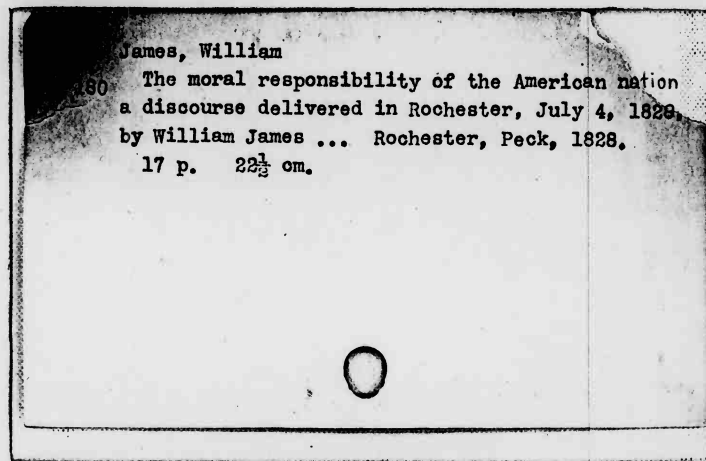 James, William
The moral responsibility of the American nation
80 a discourse delivered in Rochester, July 4, 1828,
by William James ... Rochester, Peck, 1828.
17 p. 22½ cm.